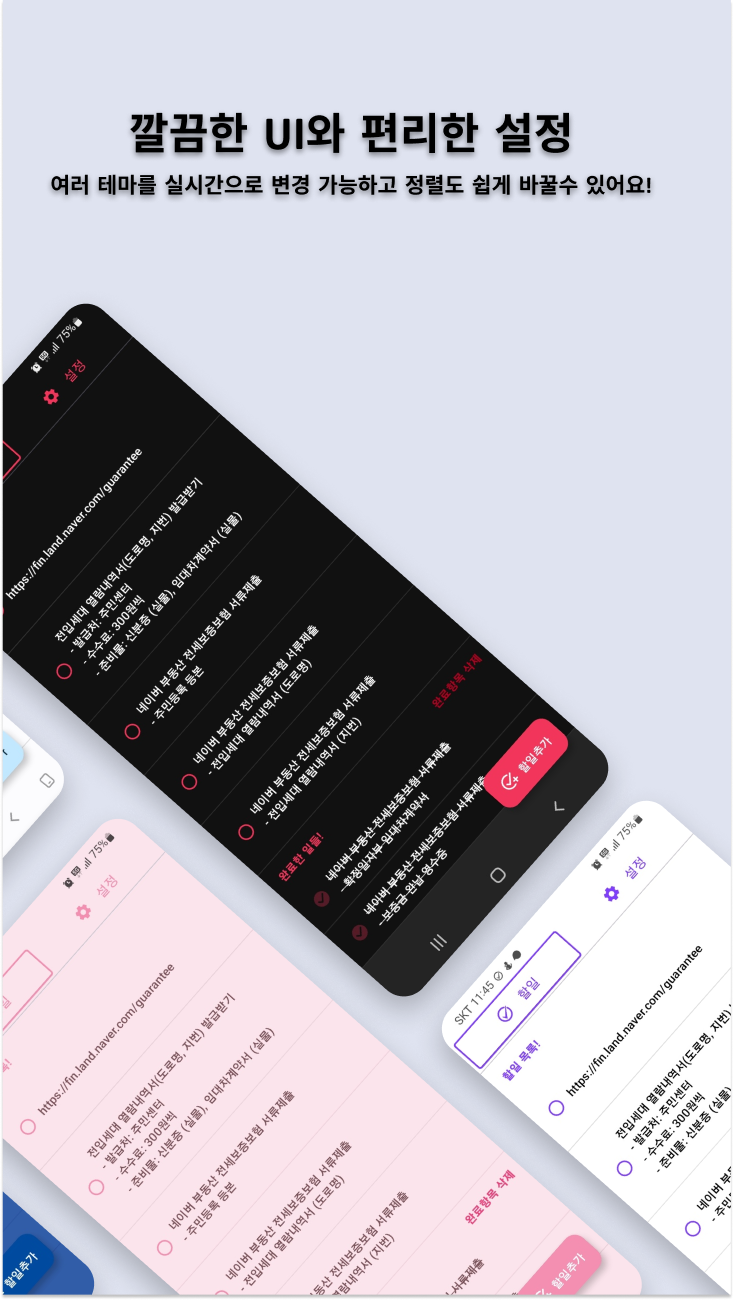 깔끔한 UI와 편리한 설정
여러 테마를 실시간으로 변경 가능하고 정렬도 쉽게 바꿀수 있어요!
75%
설정
https://fin.land.naver.com/guarantee
전입세대 열람내역서(도로명, 지번) 발급받기
- 발급처: 주민센터
- 수수료: 300원씩
- 준비물: 신분증 (실물), 임대차계약서 (실물)
네이버 부동산 전세보증보험 서류제출
- 주민등록 등본
네이버 부동산 전세보증보험 서류제출
- 전입세대 열람내역서 (도로명)
네이버 부동산 전세보증보험 서류제출
- 전입세대 열람내역서 (지번)
완료한 일들!
완료항목 삭제
네이버 부동산 전세보증보험 서류제출
- 확정일자부 임대차계약서
네이버 부동산 전세보증보험 서류제출
- 보증금 완납 영수증
할일추가
75%
설정
https://fin.land.naver.com/guarantee
전입세대 열람내역서(도로명, 지번) 발급받기
- 발급처: 주민센터
- 수수료: 300원씩
- 준비물: 신분증 (실물), 임대차계약서 (실물)
네이버 부동산 전세보증보험 서류제출
- 주민등록 등본
네이버 부동산 전세보증보험 서류제출
- 전입세대 열람내역서 (도로명)
부동산 전세보증보험 서류제출
전입세대 열람내역서 (지번)
완료항목 삭제
서류제출
할일추가
SKT 11:45
75%
할일
설정
할일 목록!
https://fin.land.naver.com/guarantee
전입세대 열람내역서(도로명, 지번)
- 발급처: 주민센터
- 수수료: 300원씩
- 준비물: 신분증 (실물)
네이버
할일추가